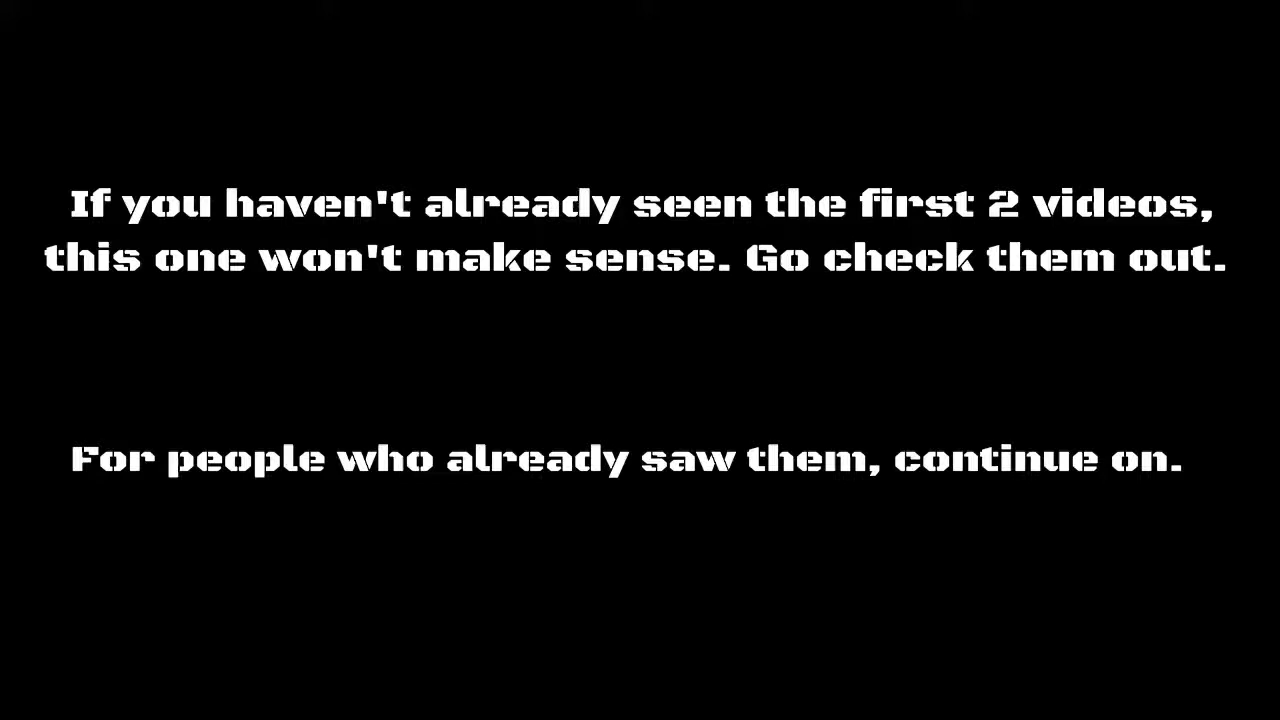 If you haven't already seen the first 2 videos,
this one won't make sense. Go check them out.
For people who already saw them, continue on.